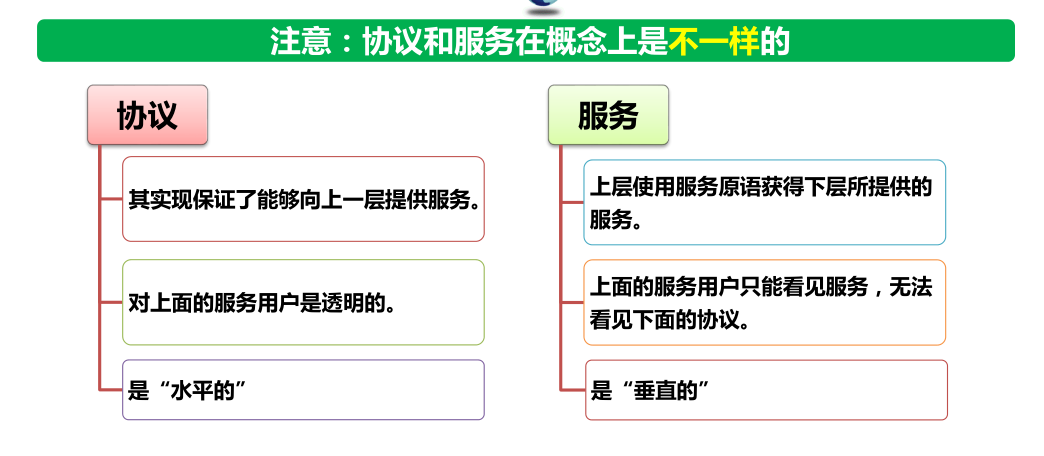 注意：协议和服务在概念上是不一样的
协议
其实现保证了能够向上一层提供服务。
对上面的服务用户是透明的。
是“水平的”
服务
上层使用服务原语获得下层所提供的
服务。
上面的服务用户只能看见服务，无法
看见下面的协议。
是“垂直的”